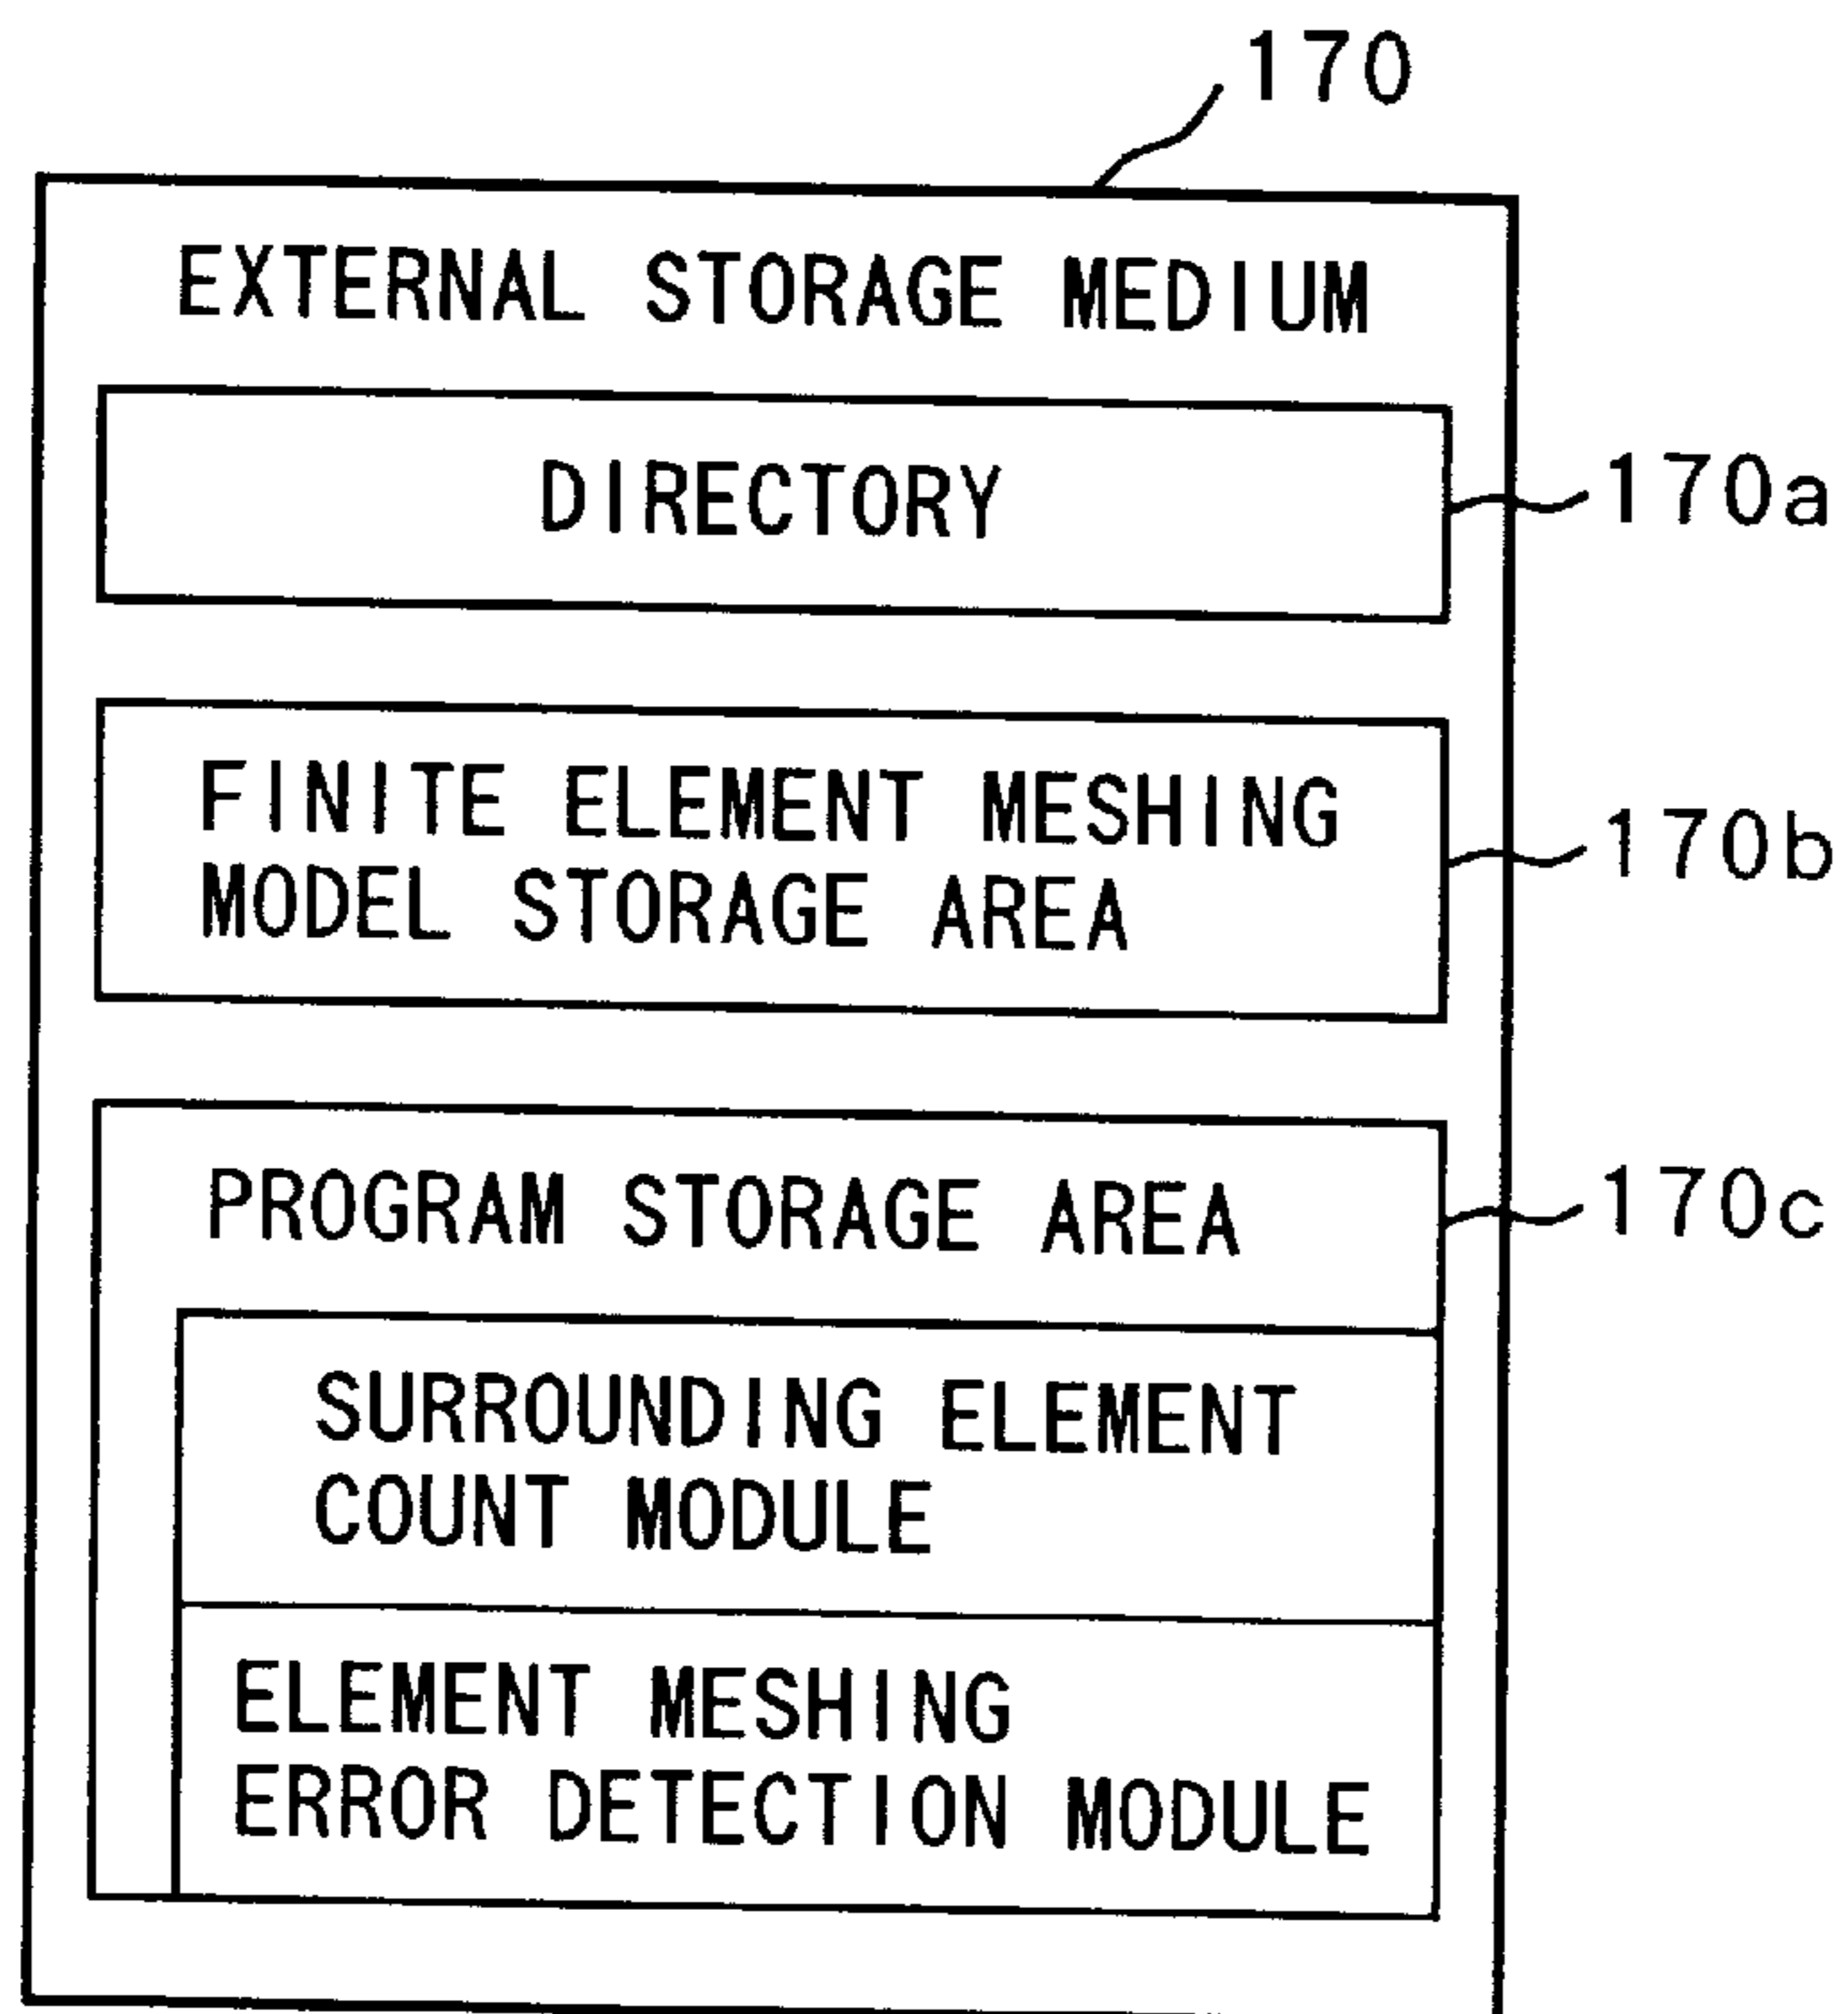 170
EXTERNAL STORAGE MEDIUM
DIRECTORY
170a
FINITE ELEMENT MESHING
MODEL STORAGE AREA
170b
PROGRAM STORAGE AREA
170c
SURROUNDING ELEMENT
COUNT MODULE
ELEMENT MESHING
ERROR DETECTION MODULE